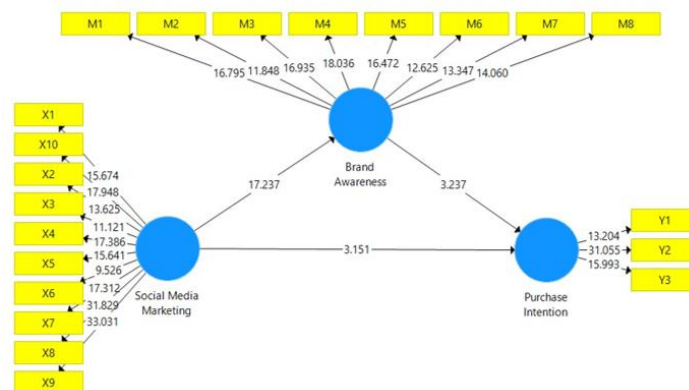 M1 M2 M3 M4 M5 M6 M7 M8
16.795 11.848 16.935 18.036 16.472 12.625 13.347 14.060
Brand
Awareness
X1
X10
X2
X3
X4
X5
X6
X7
X8
X9
15.674
17.948
13.625
11.121
17.386
15.641
9.526
17.312
31.829
33.031
Social Media
Marketing
17.237
3.237
3.151
Purchase
Intention
13.204
31.055
15.993
Y1
Y2
Y3